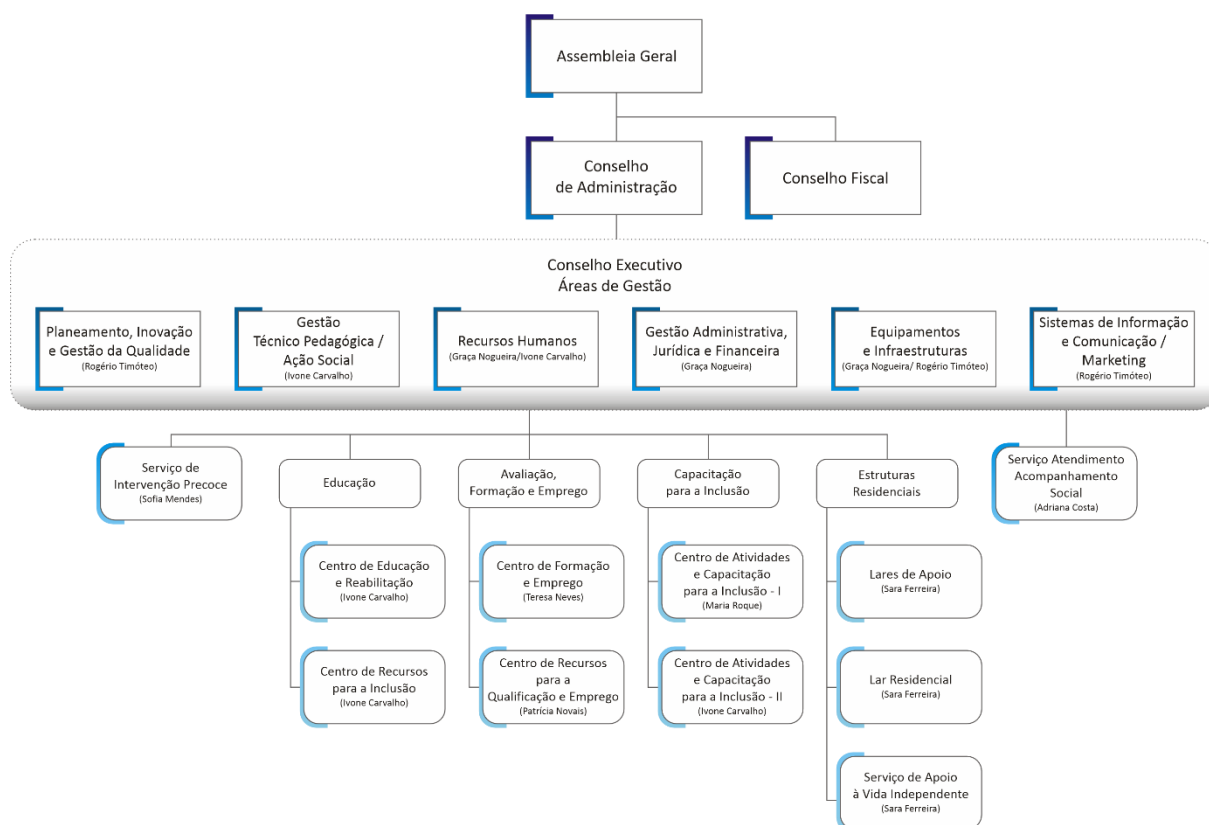 Assembleia Geral
Conselho
de Administração
Conselho Fiscal
Conselho Executivo
Áreas de Gestão
Planeamento, Inovação
e Gestão da Qualidade
(Rogério Timóteo)
Gestão
Técnico Pedagógica /
Ação Social
(Ivone Carvalho)
Recursos Humanos
(Graça Nogueira/Ivone Carvalho)
Gestão Administrativa,
Jurídica e Financeira
(Graça Nogueira)
Equipamentos
e Infraestruturas
(Graça Nogueira/ Rogério Timóteo)
Sistemas de Informação
e Comunicação /
Marketing
(Rogério Timóteo)
Serviço de
Intervenção Precoce
(Sofia Mendes)
Educação
Avaliação,
Formação e Emprego
Capacitação
para a Inclusão
Estruturas
Residenciais
Serviço Atendimento
Acompanhamento
Social
(Adriana Costa)
Centro de Educação
e Reabilitação
(Ivone Carvalho)
Centro de Formação
e Emprego
(Teresa Neves)
Centro de Atividades
e Capacitação
para a Inclusão - I
(Maria Roque)
Lares de Apoio
(Sara Ferreira)
Centro de Recursos
para a Inclusão
(Ivone Carvalho)
Centro de Recursos
para a
Qualificação e Emprego
(Patrícia Novais)
Centro de Atividades
e Capacitação
para a Inclusão - II
(Ivone Carvalho)
Lar Residencial
(Sara Ferreira)
Serviço de Apoio
à Vida Independente
(Sara Ferreira)